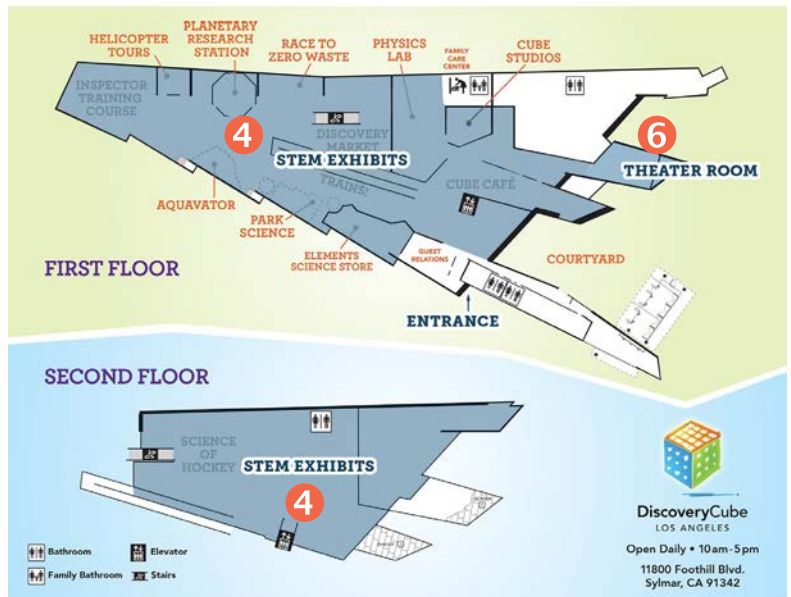 HELICOPTER
TOURS
PLANETARY
RESEARCH
STATION
RACE TO
ZERO WASTE
PHYSICS
LAB
FAMILY
CARE
CENTER
CUBE
STUDIOS
INSPECTOR
TRAINING
COURSE
4
DISCOVERY
MARKET
STEM EXHIBITS
TRAINS!
6
THEATER ROOM
CUBE CAFÉ
AQUAVATOR
PARK
SCIENCE
ELEMENTS
SCIENCE STORE
GUEST
RELATIONS
COURTYARD
FIRST FLOOR
ENTRANCE
SECOND FLOOR
SCIENCE
OF
HOCKEY
STEM EXHIBITS
4
Bathroom
Elevator
Family Bathroom
Stairs
DiscoveryCube
LOS ANGELES
Open Daily • 10am-5pm
11800 Foothill Blvd.
Sylmar, CA 91342